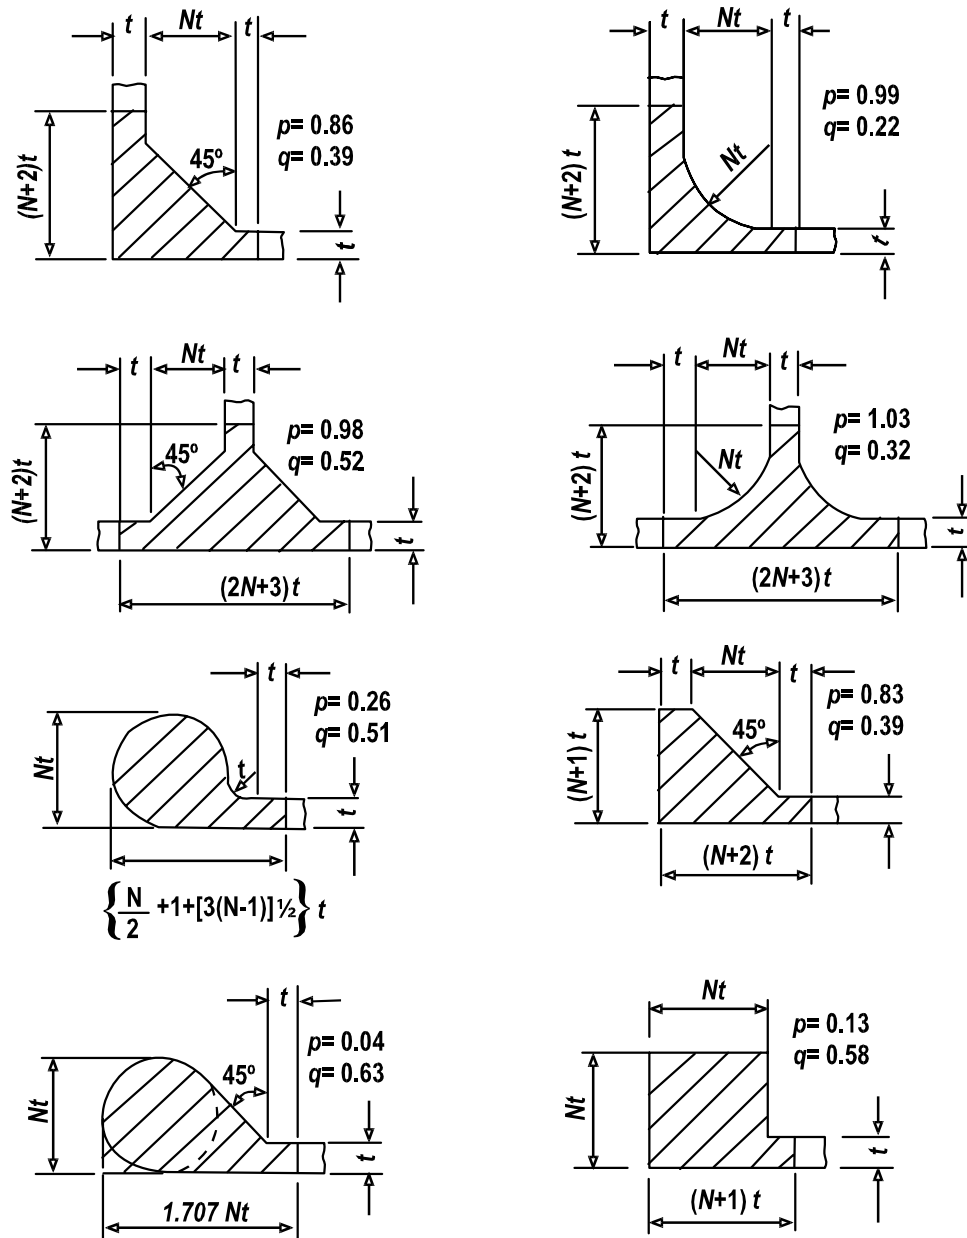 t
Nt
t
p= 0.86
q= 0.39
45º
(N+2)t
t
t
Nt
t
p= 0.99
q= 0.22
Nt
(N+2) t
t
t
Nt
t
p= 0.98
q= 0.52
45º
(N+2)t
t
(2N+3) t
t
Nt
t
p= 1.03
q= 0.32
Nt
(N+2) t
t
(2N+3) t
t
p= 0.26
q= 0.51
Nt
t
t
{N/2 +1+[3(N-1)] ½} t
t
Nt
t
p= 0.83
q= 0.39
45º
(N+1) t
(N+2) t
t
p= 0.04
q= 0.63
45º
Nt
t
1.707 Nt
Nt
p= 0.13
q= 0.58
Nt
t
(N+1) t